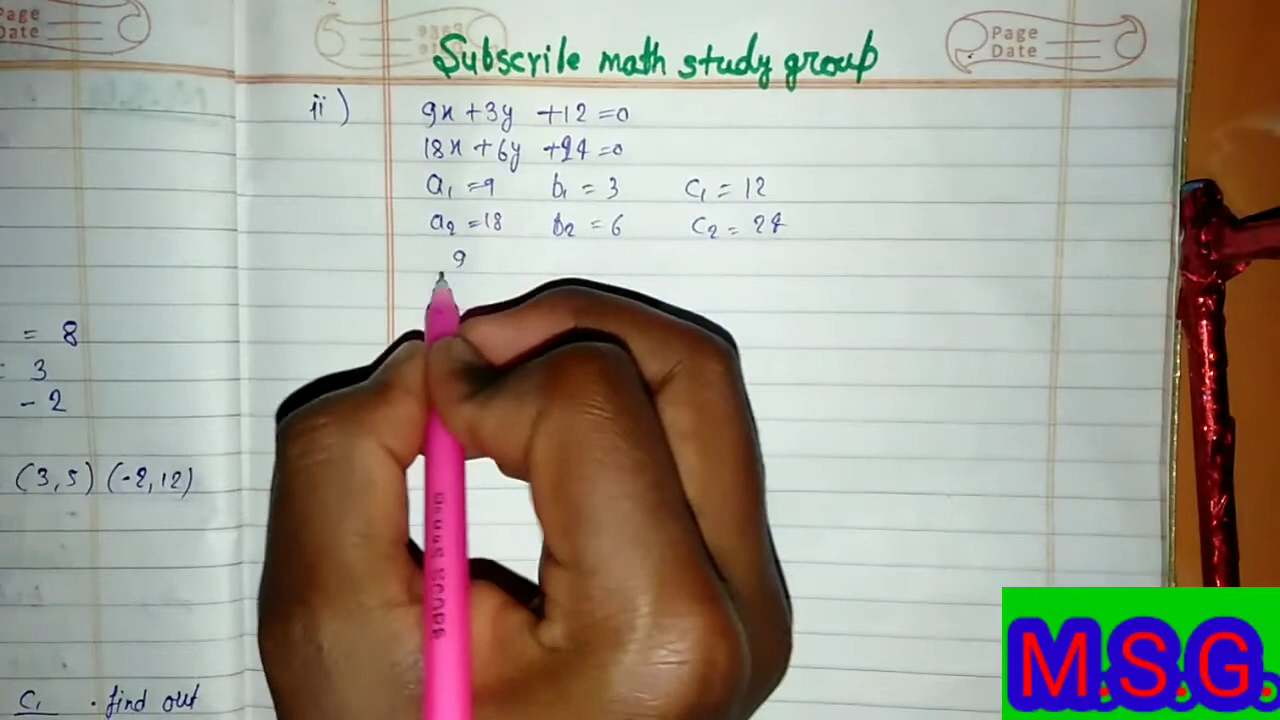 Page
Date
Page
Date
Subscrile math study group
ii) 9x + 3y + 12 = 0
18x + 6y + 24 = 0
a₁ = 9 b₁ = 3 c₁ = 12
a₂ = 18 b₂ = 6 c₂ = 24
9
= 8
3
- 2
(3,5) (-2,12)
C₁ . find out
M.S.G.